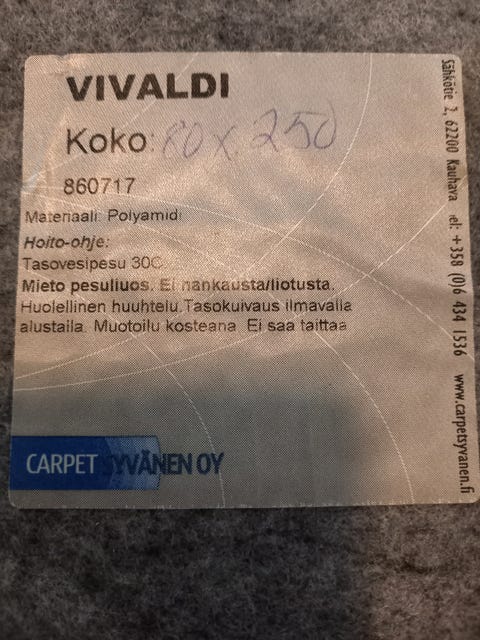 VIVALDI
Koko: 80 x 250
860717
Materiaali: Polyamidi
Hoito-ohje:
Tasovesipesu 30C
Mieto pesuliuos. Ei hankausta/liotusta.
Huolellinen huuhtelu.Tasokuivaus ilmavalla
alustalla. Muotoilu kosteana. Ei saa taittaa
CARPET SYVÄNEN OY
Sähkötie 2, 62200 Kauhava tel: +358 (0)6 434 1536 www.carpetsyvanen.fi